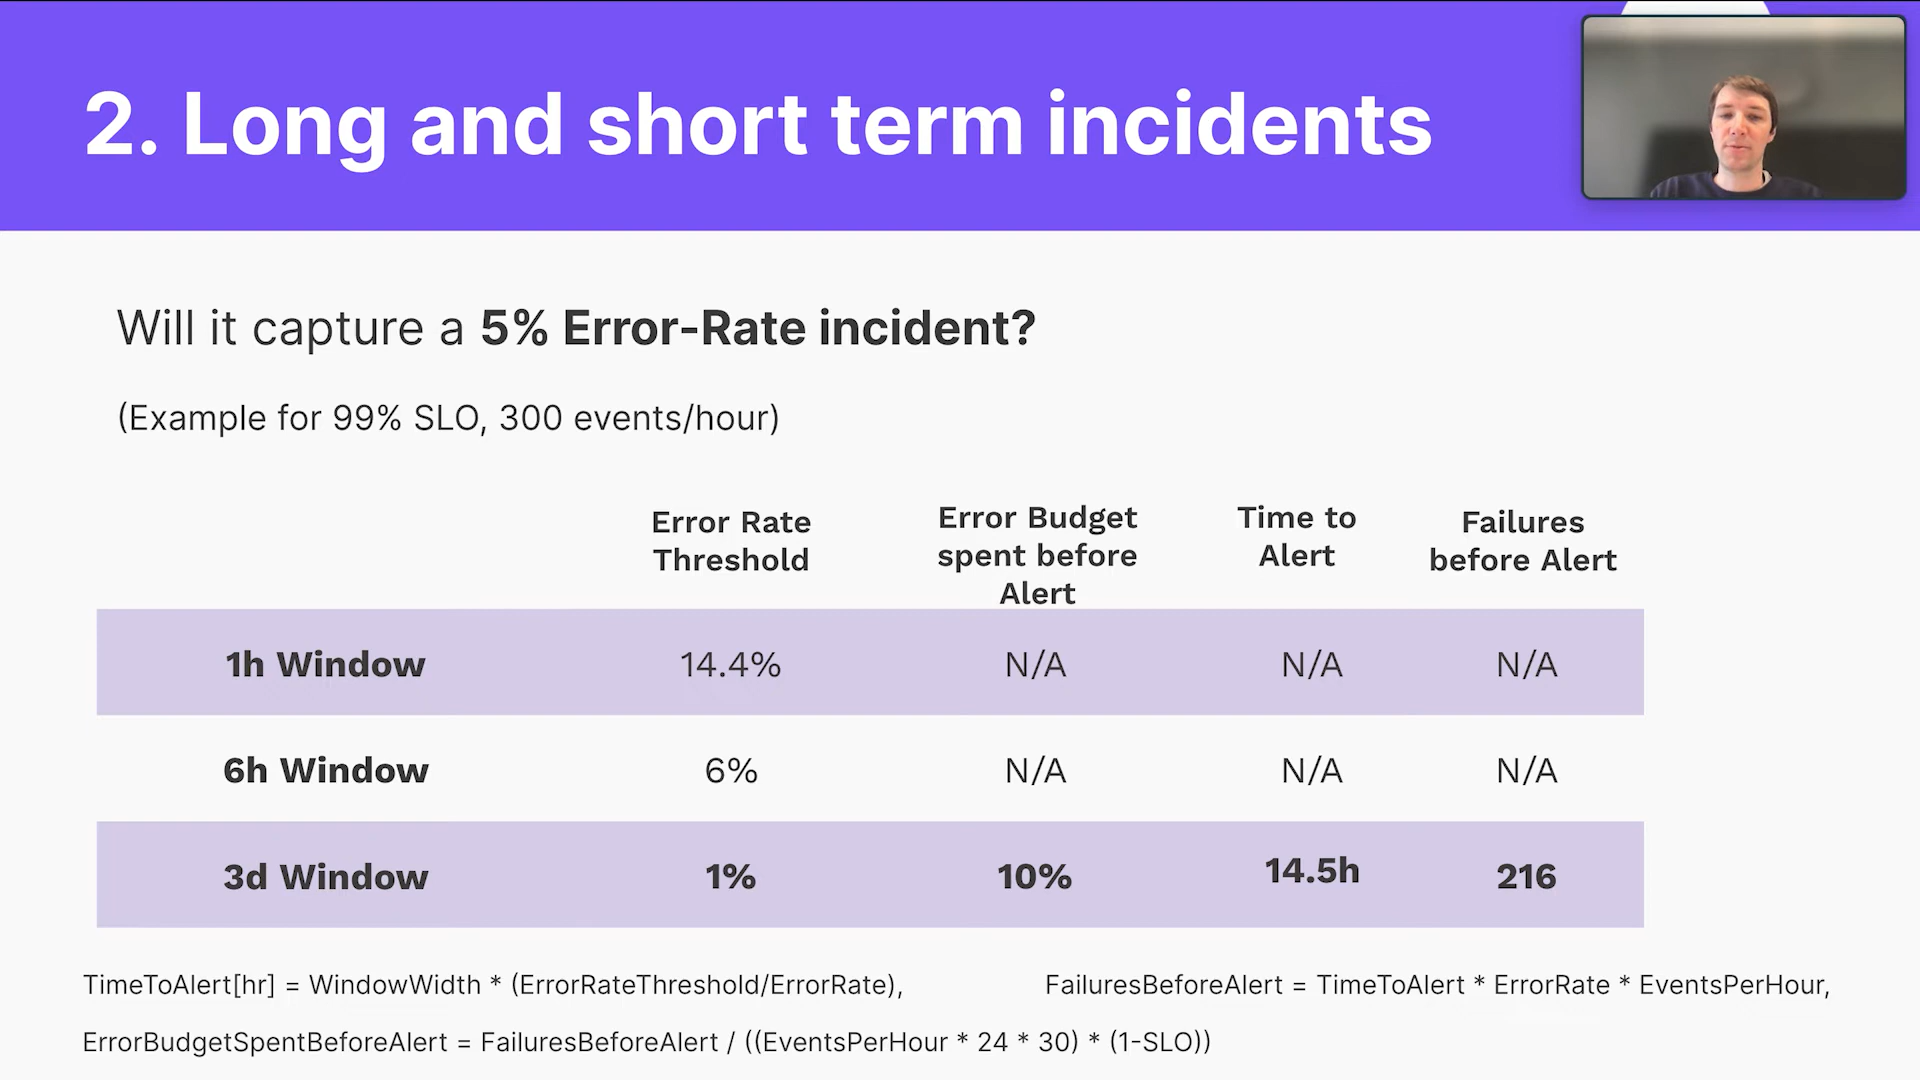 2. Long and short term incidents
Will it capture a 5% Error-Rate incident?
(Example for 99% SLO, 300 events/hour)
Error Rate
Threshold
Error Budget
spent before
Alert
Time to
Alert
Failures
before Alert
1h Window 14.4% N/A N/A N/A
6h Window 6% N/A N/A N/A
3d Window 1% 10% 14.5h 216
TimeToAlert[hr] = WindowWidth * (ErrorRateThreshold/ErrorRate), FailuresBeforeAlert = TimeToAlert * ErrorRate * EventsPerHour,
ErrorBudgetSpentBeforeAlert = FailuresBeforeAlert / ((EventsPerHour * 24 * 30) * (1-SLO))